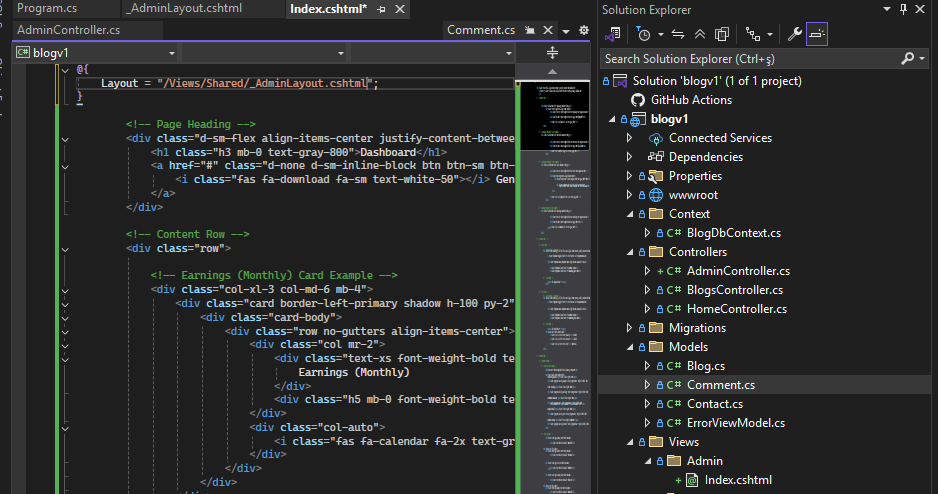 Program.cs
_AdminLayout.cshtml
Index.cshtml*
AdminController.cs
Comment.cs
blogv1
@{
Layout = "/Views/Shared/_AdminLayout.cshtml";
}
<!-- Page Heading -->
<div class="d-sm-flex align-items-center justify-content-betwee
<h1 class="h3 mb-0 text-gray-800">Dashboard</h1>
<a href="#" class="d-none d-sm-inline-block btn btn-sm btn-
<i class="fas fa-download fa-sm text-white-50"></i> Gen
</a>
</div>
<!-- Content Row -->
<div class="row">
<!-- Earnings (Monthly) Card Example -->
<div class="col-xl-3 col-md-6 mb-4">
<div class="card border-left-primary shadow h-100 py-2"
<div class="card-body">
<div class="row no-gutters align-items-center">
<div class="col mr-2">
<div class="text-xs font-weight-bold te
Earnings (Monthly)
</div>
<div class="h5 mb-0 font-weight-bold te
</div>
<div class="col-auto">
<i class="fas fa-calendar fa-2x text-gr
</div>
</div>
</div>
Solution Explorer
Search Solution Explorer (Ctrl+ş)
Solution 'blogv1' (1 of 1 project)
GitHub Actions
blogv1
Connected Services
Dependencies
Properties
wwwroot
Context
C# BlogDbContext.cs
Controllers
+ C# AdminController.cs
C# BlogsController.cs
C# HomeController.cs
Migrations
Models
C# Blog.cs
C# Comment.cs
C# Contact.cs
C# ErrorViewModel.cs
Views
Admin
+ @ Index.cshtml